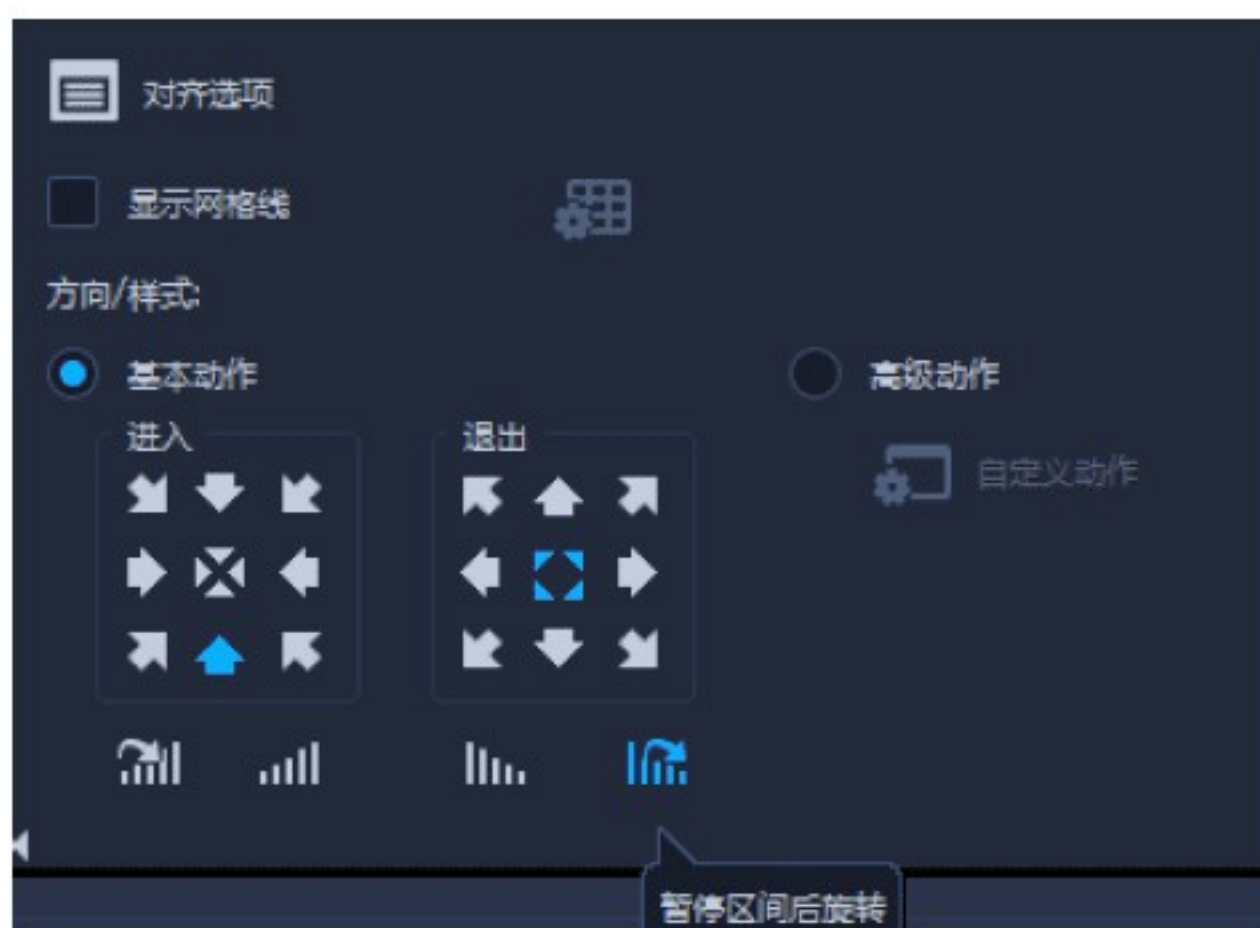 对齐选项
显示网格线
方向/样式:
基本动作
高级动作
进入
退出
自定义动作
暂停区间后旋转